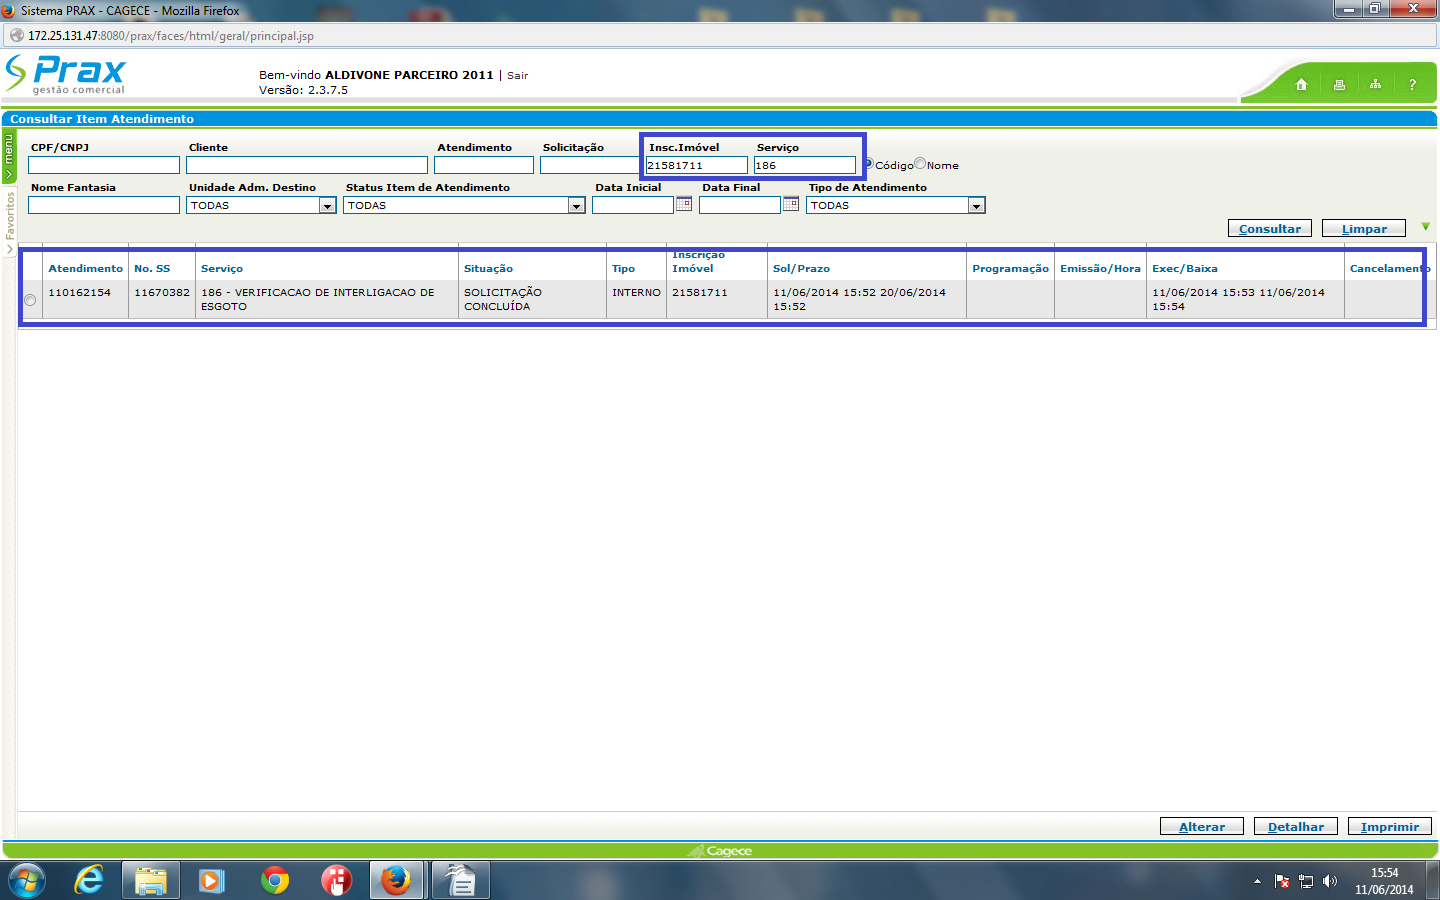 Sistema PRAX - CAGECE - Mozilla Firefox
172.25.131.47:8080/prax/faces/html/geral/principal.jsp
Prax
gestão comercial
Bem-vindo ALDIVONE PARCEIRO 2011 | Sair
Versão: 2.3.7.5
?
Consultar Item Atendimento
menu
Favoritos
CPF/CNPJ Cliente Atendimento Solicitação Insc.Imóvel Serviço
21581711 186 Código Nome
Nome Fantasia Unidade Adm. Destino Status Item de Atendimento Data Inicial Data Final Tipo de Atendimento
TODAS TODAS TODAS
Consultar Limpar
Atendimento No. SS Serviço Situação Tipo Inscrição Imóvel Sol/Prazo Programação Emissão/Hora Exec/Baixa Cancelamento
110162154 11670382 186 - VERIFICACAO DE INTERLIGACAO DE SOLICITAÇÃO INTERNO 21581711 11/06/2014 15:52 20/06/2014 11/06/2014 15:53 11/06/2014
ESGOTO CONCLUÍDA 15:52 15:54
Alterar Detalhar Imprimir
Cagece
15:54
11/06/2014